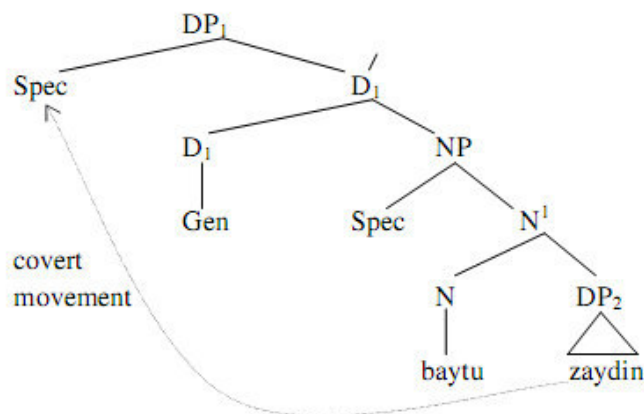 DP₁
Spec D₁′
D₁ NP
Gen Spec N¹
covert
movement N DP₂
baytu zaydin